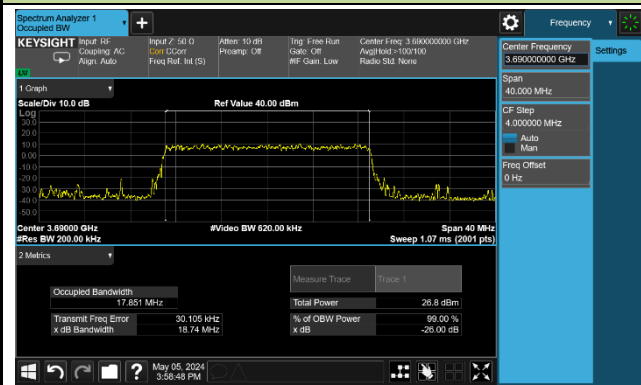 Spectrum Analyzer 1
Occupied BW
Frequency
KEYSIGHT
Input: RF
Coupling: AC
Align: Auto
Input Z: 50 Ω
Corr CCorr
Freq Ref: Int (S)
Atten: 10 dB
Preamp: Off
Trig: Free Run
Gate: Off
#IF Gain: Low
Center Freq: 3.690000000 GHz
Avg|Hold:>100/100
Radio Std: None
Center Frequency
3.690000000 GHz
Settings
Span
40.000 MHz
CF Step
4.000000 MHz
Auto
Man
Freq Offset
0 Hz
1 Graph
Scale/Div 10.0 dB
Ref Value 40.00 dBm
Log
30.0
20.0
10.0
0.00
-10.0
-20.0
-30.0
-40.0
-50.0
Center 3.69000 GHz
#Video BW 620.00 kHz
Span 40 MHz
#Res BW 200.00 kHz
Sweep 1.07 ms (2001 pts)
2 Metrics
Measure Trace
Trace 1
Occupied Bandwidth
17.851 MHz
Total Power
26.8 dBm
Transmit Freq Error
30.105 kHz
% of OBW Power
99.00 %
x dB Bandwidth
18.74 MHz
x dB
-26.00 dB
May 05, 2024
3:58:48 PM